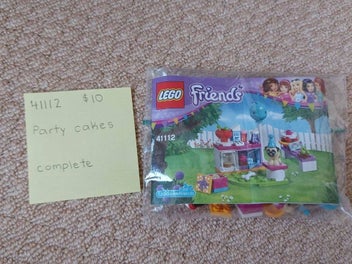 41112 $10
Party cakes
complete
LEGO Friends
41112